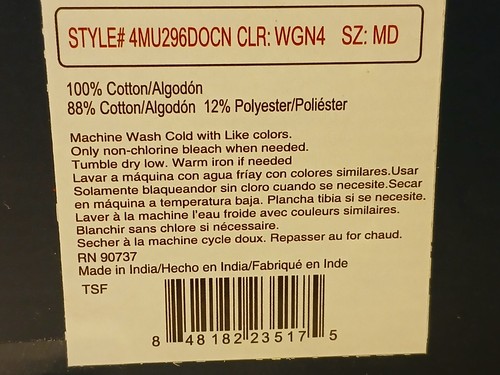 STYLE# 4MU296DOCN CLR: WGN4 SZ: MD
100% Cotton/Algodón
88% Cotton/Algodón 12% Polyester/Poliéster
Machine Wash Cold with Like colors.
Only non-chlorine bleach when needed.
Tumble dry low. Warm iron if needed
Lavar a máquina con agua fríay con colores similares.Usar
Solamente blaqueandor sin cloro cuando se necesite.Secar
en máquina a temperatura baja. Plancha tibia si se necesite.
Laver à la machine l'eau froide avec couleurs similaires.
Blanchir sans chlore si nécessaire.
Secher à la machine cycle doux. Repasser au for chaud.
RN 90737
Made in India/Hecho en India/Fabriqué en Inde
TSF
8 48182 23517 5